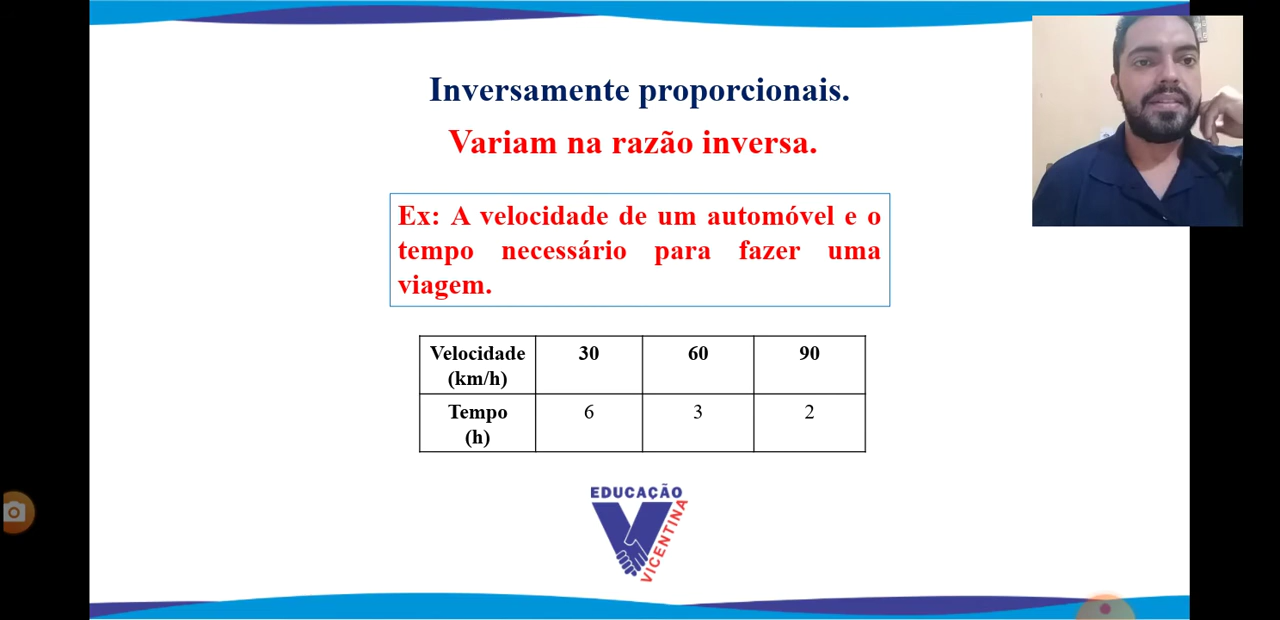 Inversamente proporcionais.
Variam na razão inversa.
Ex: A velocidade de um automóvel e o
tempo necessário para fazer uma
viagem.
Velocidade (km/h) 30 60 90
Tempo (h) 6 3 2
EDUCAÇÃO
VICENTINA